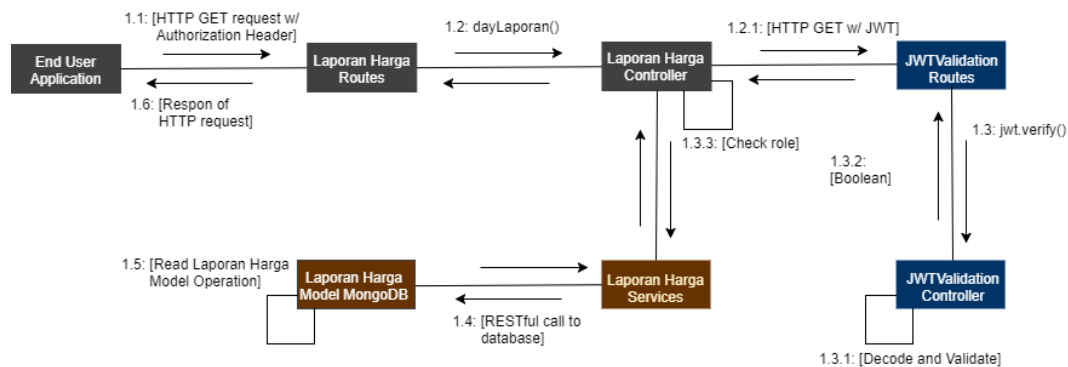 1.1: [HTTP GET request w/
Authorization Header]
1.2: dayLaporan()
1.2.1: [HTTP GET w/ JWT]
End User
Application
Laporan Harga
Routes
Laporan Harga
Controller
JWTValidation
Routes
1.6: [Respon of
HTTP request]
1.3.3: [Check role]
1.3: jwt.verify()
1.3.2:
[Boolean]
1.5: [Read Laporan Harga
Model Operation]
Laporan Harga
Model MongoDB
Laporan Harga
Services
JWTValidation
Controller
1.4: [RESTful call to
database]
1.3.1: [Decode and Validate]